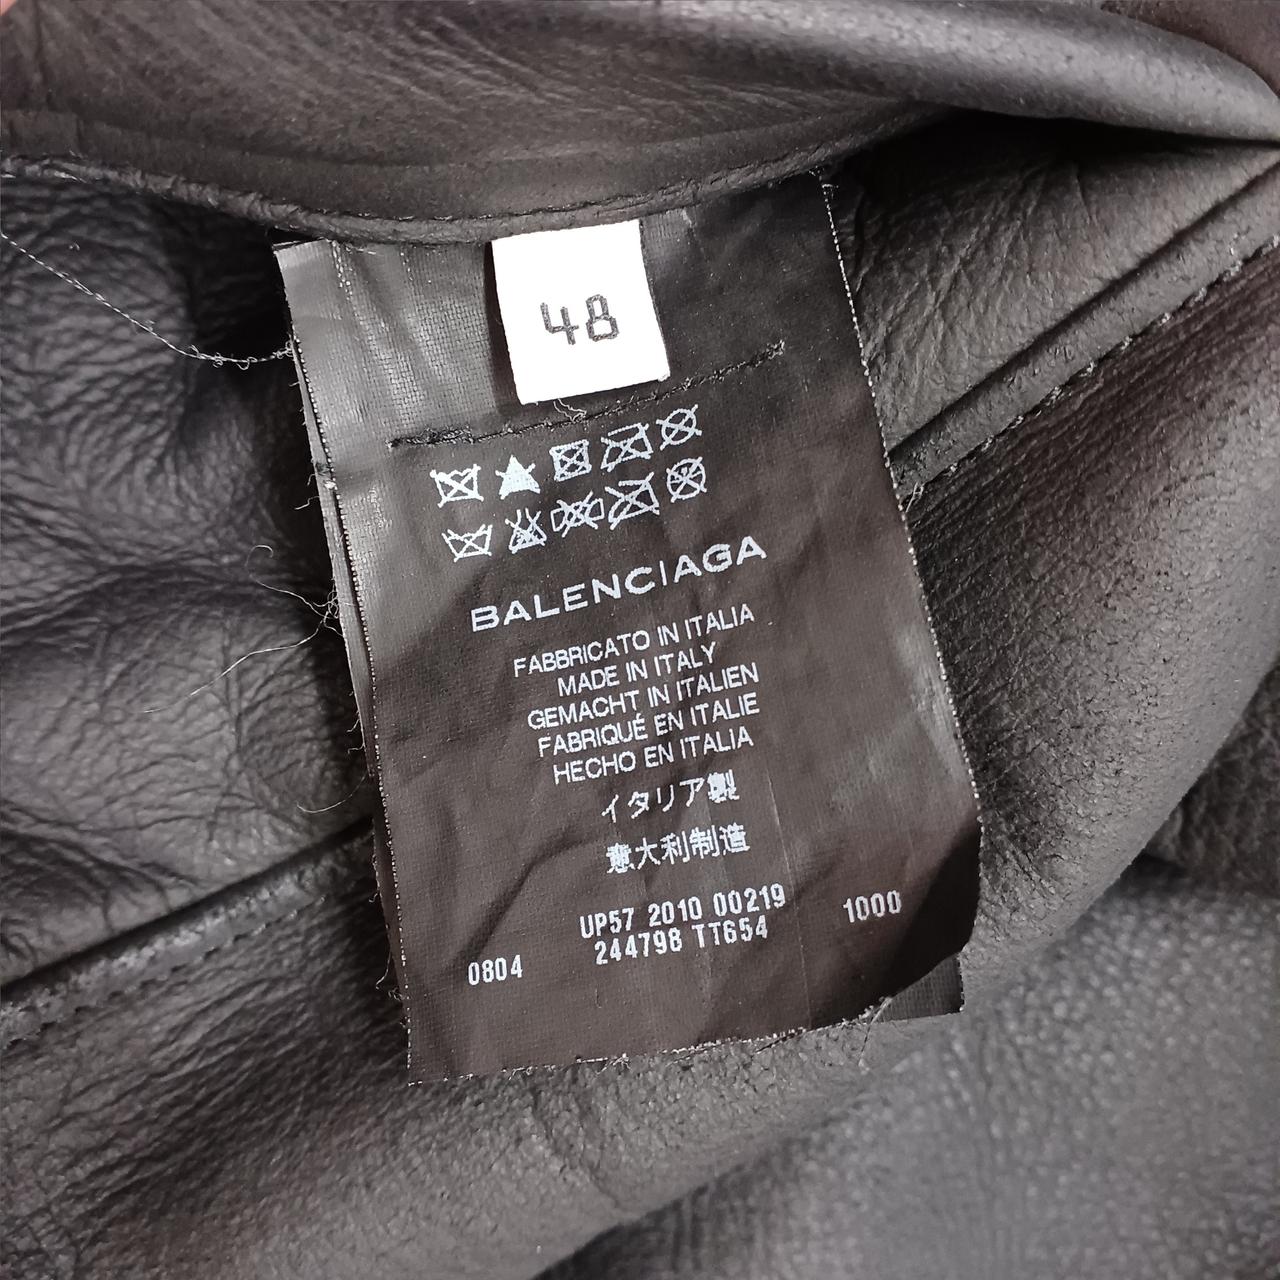 48
BALENCIAGA
FABBRICATO IN ITALIA
MADE IN ITALY
GEMACHT IN ITALIEN
FABRIQUÉ EN ITALIE
HECHO EN ITALIA
イタリア製
意大利制造
UP57 2010 00219
244798 TT654
0804
1000